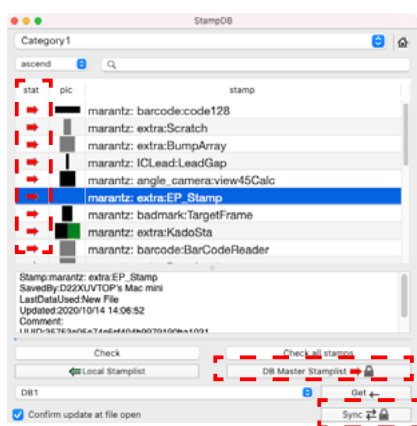 StampDB
Category1
ascend
stat pic stamp
marantz: barcode:code128
marantz: extra:Scratch
marantz: extra:BumpArray
marantz: ICLead:LeadGap
marantz: angle_camera:view45Calc
marantz: extra:EP_Stamp
marantz: badmark:TargetFrame
marantz: extra:KadoSta
marantz: barcode:BarCodeReader
Stamp:marantz: extra:EP_Stamp
SavedBy:D22XUVTOP's Mac mini
LastDataUsed:New File
Updated:2020/10/14 14:06:52
Comment:
Check Check all stamps
Local Stamplist DB Master Stamplist
DB1 Get
Confirm update at file open Sync